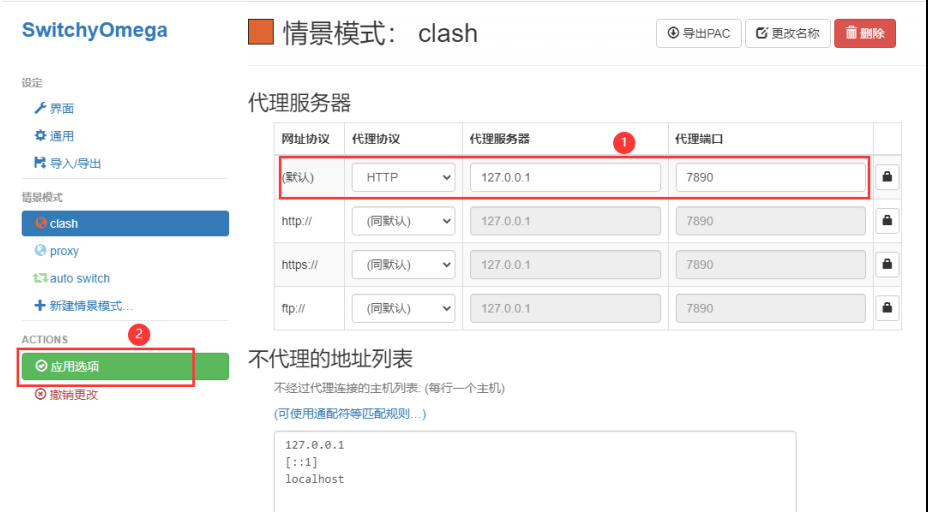 SwitchyOmega
情景模式： clash
导出PAC
更改名称
删除
设定
界面
通用
导入/导出
情景模式
clash
proxy
auto switch
新建情景模式...
ACTIONS
2
应用选项
撤销更改
代理服务器
网址协议 代理协议 代理服务器 1 代理端口
(默认) HTTP 127.0.0.1 7890
http:// (同默认) 127.0.0.1 7890
https:// (同默认) 127.0.0.1 7890
ftp:// (同默认) 127.0.0.1 7890
不代理的地址列表
不经过代理连接的主机列表: (每行一个主机)
(可使用通配符等匹配规则...)
127.0.0.1
[::1]
localhost